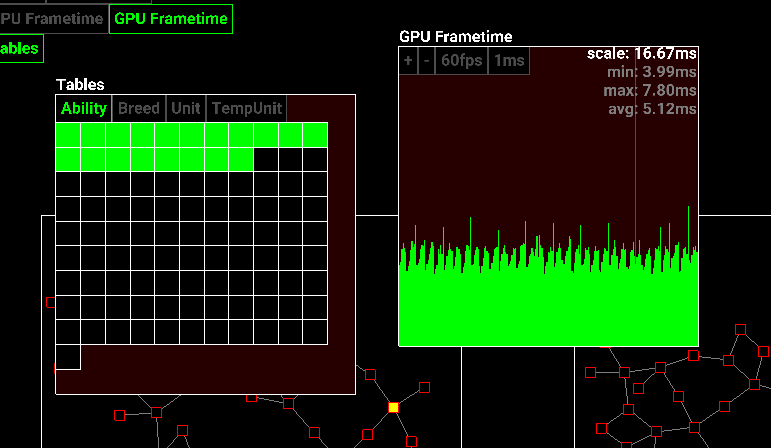 PU Frametime GPU Frametime
ables
GPU Frametime
+ - 60fps 1ms
scale: 16.67ms
min: 3.99ms
max: 7.80ms
avg: 5.12ms
Tables
Ability Breed Unit TempUnit